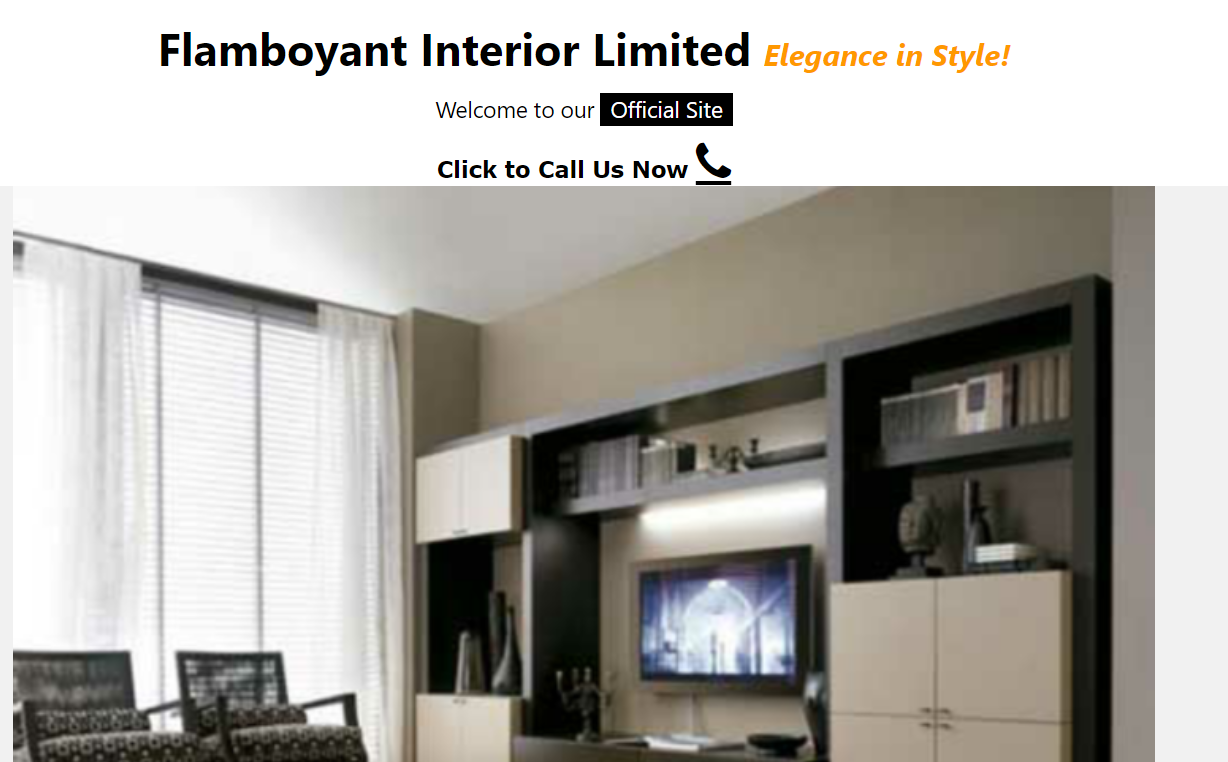 Flamboyant Interior Limited Elegance in Style!
Welcome to our Official Site
Click to Call Us Now